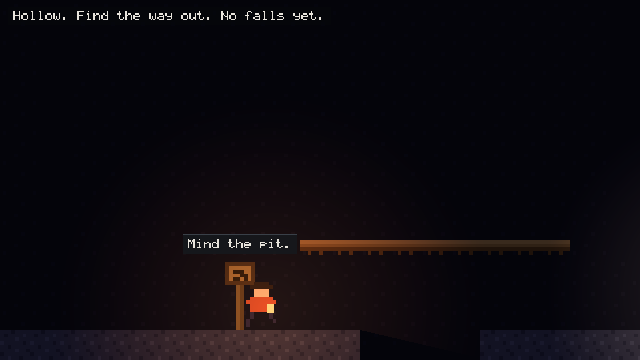 Hollow. Find the way out. No falls yet.
Mind the pit.